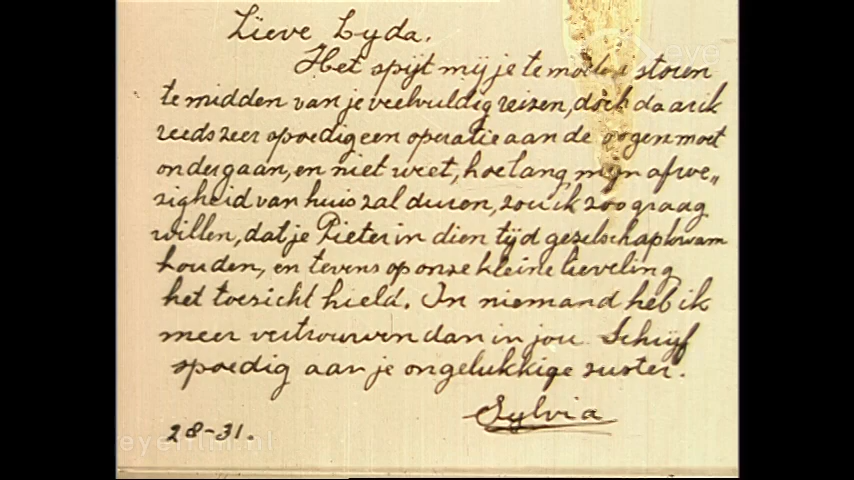 Lieve Lyda.
Het spijt mij je te moeten storen
te midden van je veelvuldig reizen, doch daar ik
reeds zeer spoedig een operatie aan de oogen moet
ondergaan, en niet weet, hoe lang mijn afwe„
zigheid van huis zal duren, zou ik zoo graag
willen, dat je Pieter in dien tijd gezelschap kwam
houden, en tevens op onze kleine lieveling
het toezicht hield. In niemand heb ik
meer vertrouwen dan in jou. Schrijf
spoedig aan je ongelukkige zuster.
Sylvia
28-31.
eye
eyefilm.nl